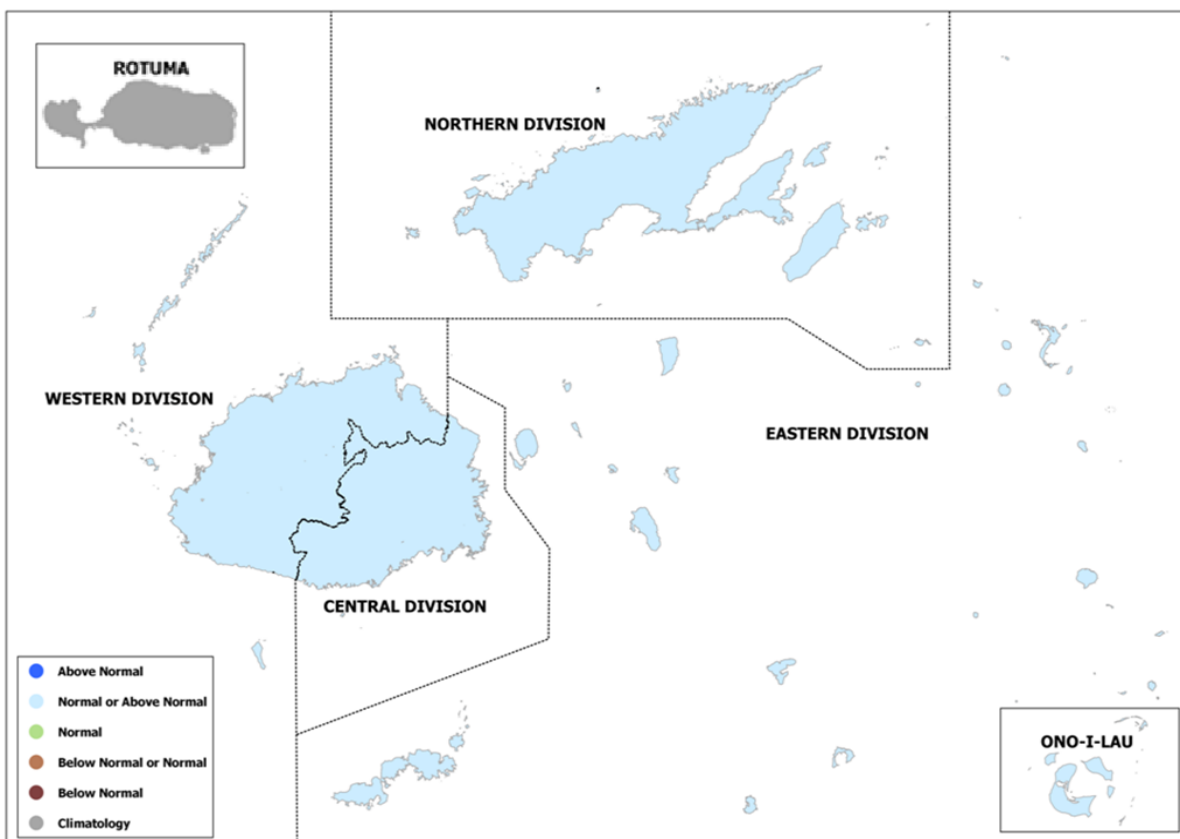 ROTUMA
NORTHERN DIVISION
WESTERN DIVISION
EASTERN DIVISION
CENTRAL DIVISION
Above Normal
Normal or Above Normal
Normal
Below Normal or Normal
Below Normal
Climatology
ONO-I-LAU